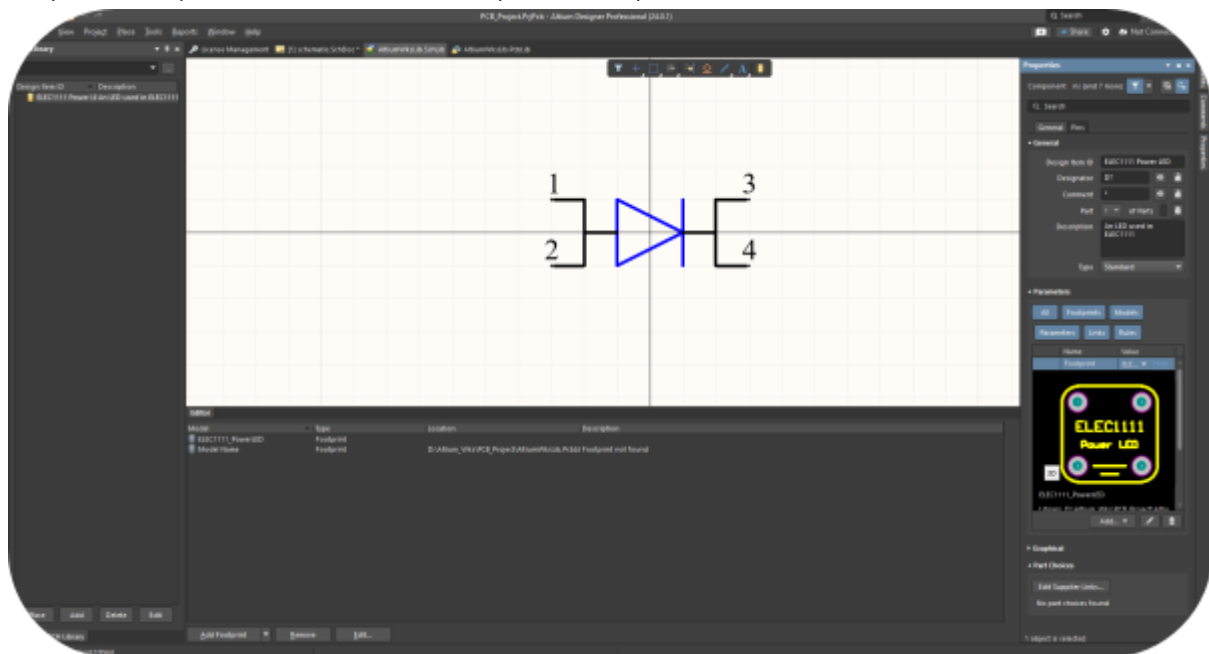 PCB_Project.PrjPcb - Altium Designer Professional (24.0.1)
Search
View Project Place Tools Reports Window Help
Share
Not Connec
License Management
[1] schematic.SchDoc *
Design Item ID Description
ELEC1111 Power LE An LED used in ELEC1111
Properties
Component
Search
General Pins
General
Design Item ID ELEC1111 Power LED
Designator D1
Comment *
Part of Parts
Description An LED used in
ELEC1111
Type Standard
Parameters
All Footprints Models
Parameters Links Rules
Name Value
Footprint
ELEC1111
Power LED
3D
ELEC1111_PowerLED
Add...
Graphical
Part Choices
Edit Supplier Links...
No part choices found
1 object is selected
Comments
Properties
1
2
3
4
Editor
Model Type Location Description
ELEC1111_PowerLED Footprint
Model Name Footprint Footprint not found
Place Add Delete Edit
Add Footprint Remove Edit...
Library